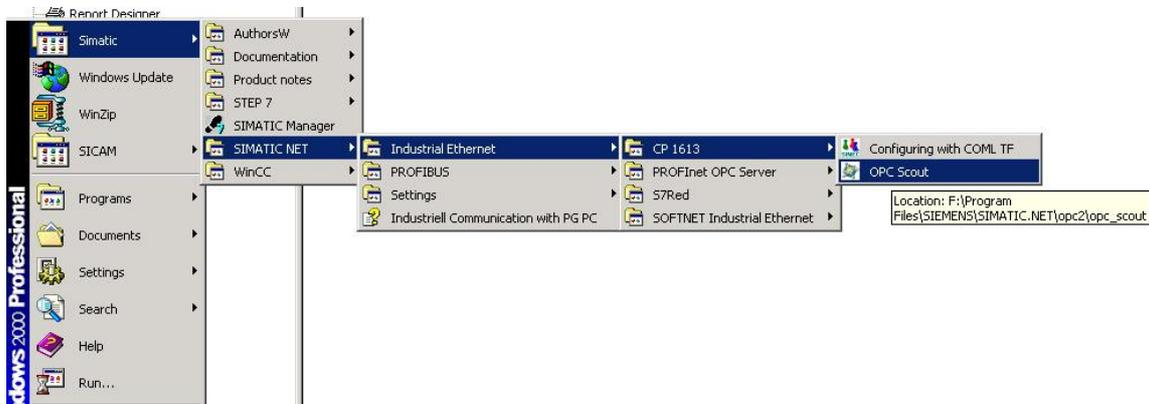 Report Designer
Simatic
Windows Update
WinZip
SICAM
Programs
Documents
Settings
Search
Help
Run...
dows 2000 Professional
AuthorsW
Documentation
Product notes
STEP 7
SIMATIC Manager
SIMATIC NET
WinCC
Industrial Ethernet
PROFIBUS
Settings
Industriell Communication with PG PC
CP 1613
PROFInet OPC Server
S7Red
SOFTNET Industrial Ethernet
Configuring with COML TF
OPC Scout
Location: F:\Program
Files\SIEMENS\SIMATIC.NET\opc2\opc_scout